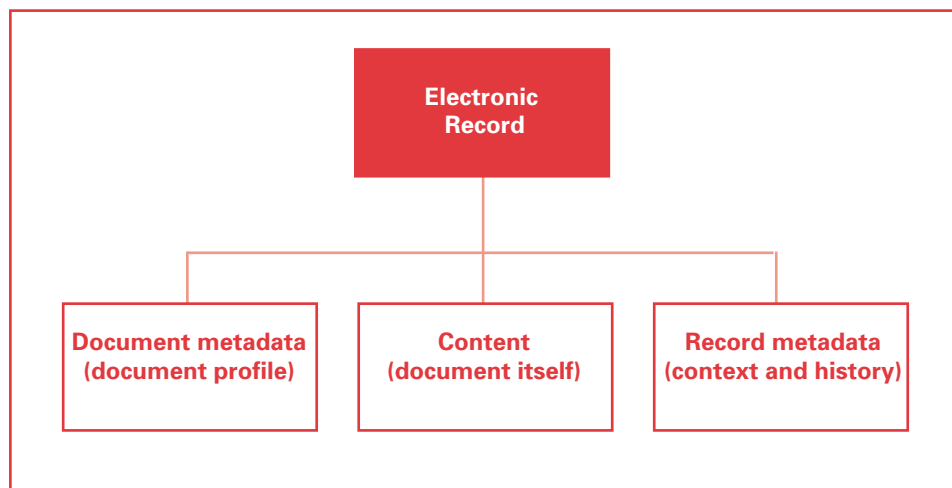 Electronic
Record
Document metadata
(document profile)
Content
(document itself)
Record metadata
(context and history)